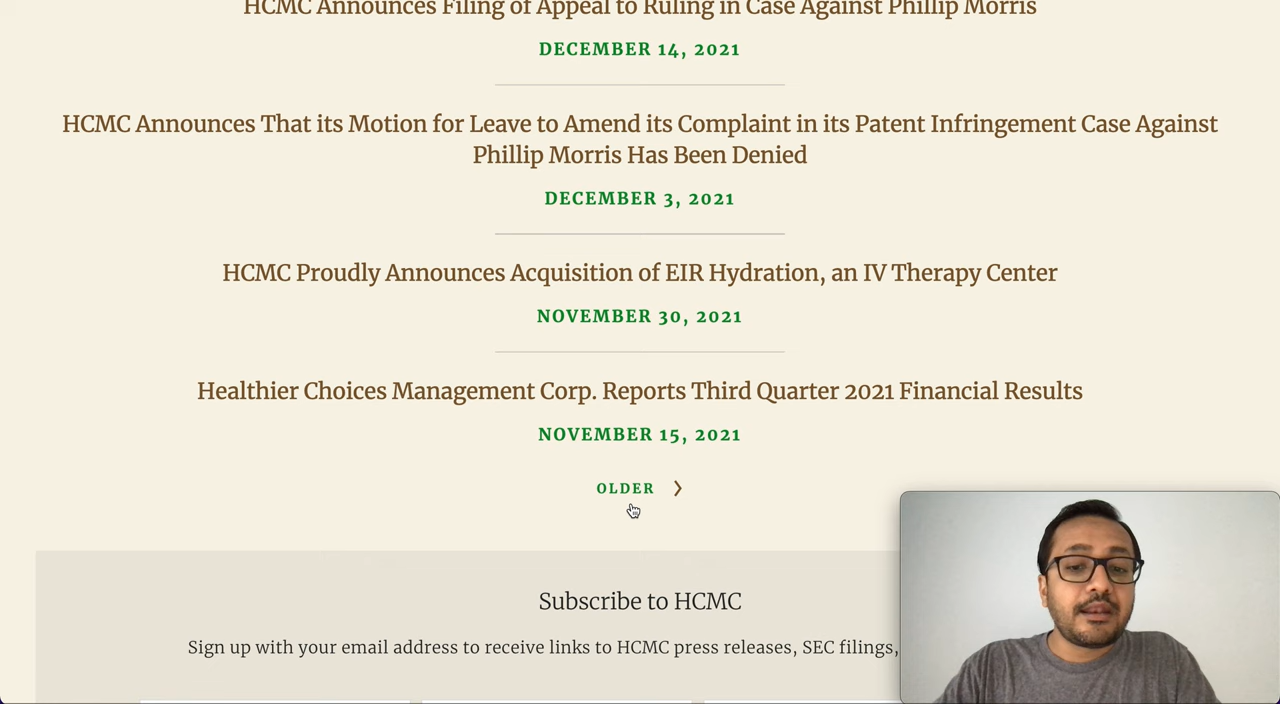 HCMC Announces Filing of Appeal to Ruling in Case Against Phillip Morris
DECEMBER 14, 2021
HCMC Announces That its Motion for Leave to Amend its Complaint in its Patent Infringement Case Against
Phillip Morris Has Been Denied
DECEMBER 3, 2021
HCMC Proudly Announces Acquisition of EIR Hydration, an IV Therapy Center
NOVEMBER 30, 2021
Healthier Choices Management Corp. Reports Third Quarter 2021 Financial Results
NOVEMBER 15, 2021
OLDER
Subscribe to HCMC
Sign up with your email address to receive links to HCMC press releases, SEC filings,